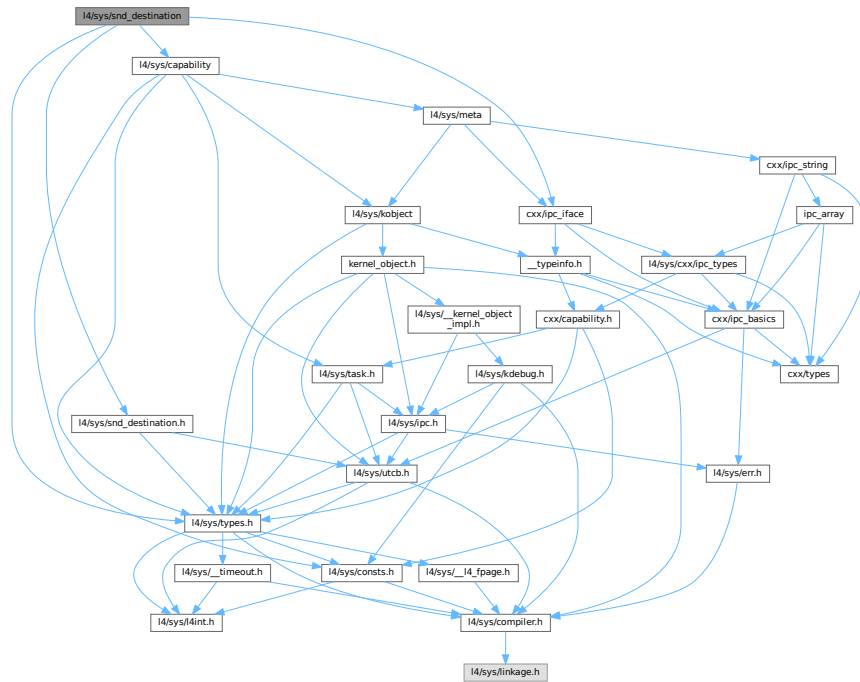 l4/sys/snd_destination
l4/sys/capability
l4/sys/meta
cxx/ipc_string
l4/sys/kobject
cxx/ipc_iface
ipc_array
kernel_object.h
__typeinfo.h
l4/sys/cxx/ipc_types
l4/sys/__kernel_object
_impl.h
cxx/capability.h
cxx/ipc_basics
l4/sys/task.h
l4/sys/kdebug.h
cxx/types
l4/sys/snd_destination.h
l4/sys/ipc.h
l4/sys/utcb.h
l4/sys/err.h
l4/sys/types.h
l4/sys/__timeout.h
l4/sys/consts.h
l4/sys/__l4_fpage.h
l4/sys/l4int.h
l4/sys/compiler.h
l4/sys/linkage.h